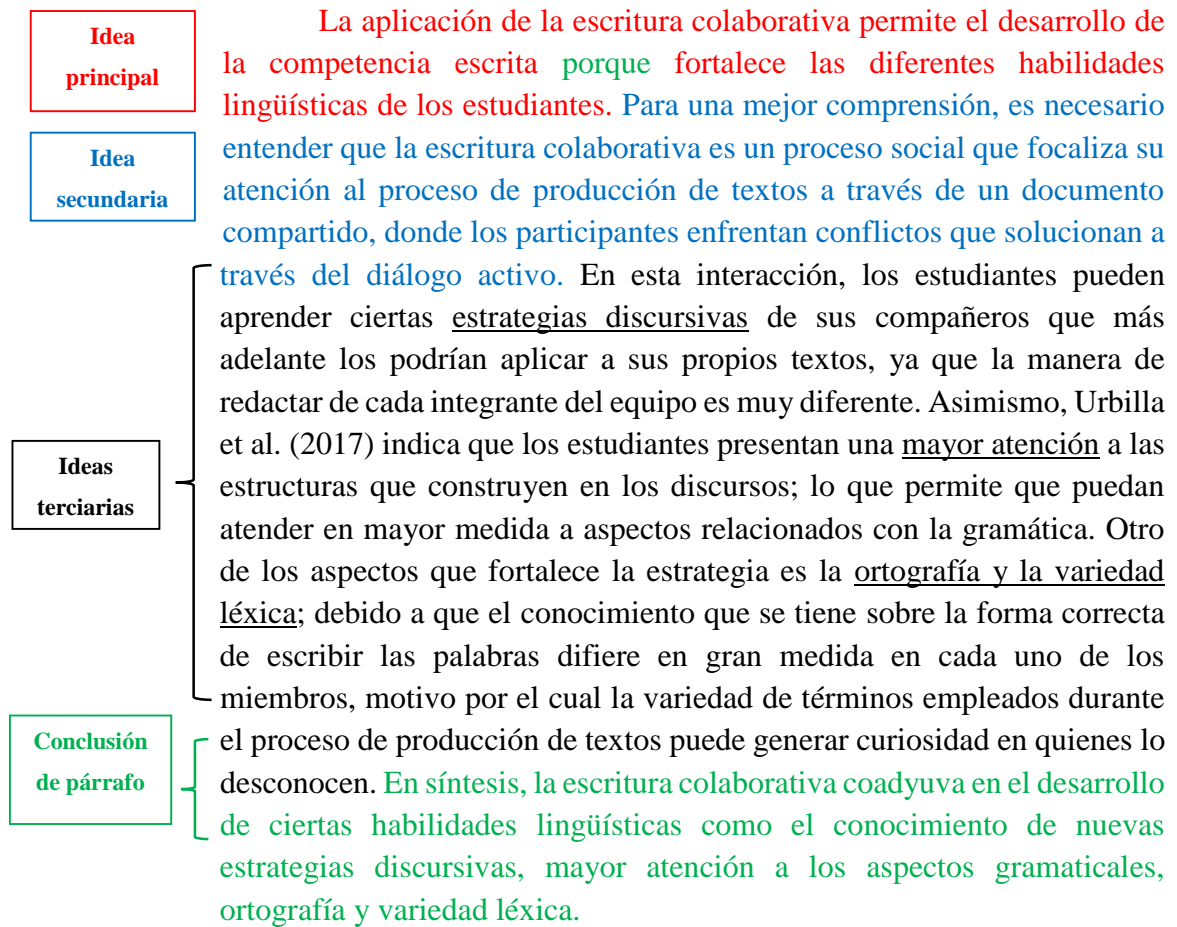 Idea
principal
La aplicación de la escritura colaborativa permite el desarrollo de
la competencia escrita porque fortalece las diferentes habilidades
lingüísticas de los estudiantes. Para una mejor comprensión, es necesario
Idea
secundaria
entender que la escritura colaborativa es un proceso social que focaliza su
atención al proceso de producción de textos a través de un documento
compartido, donde los participantes enfrentan conflictos que solucionan a
través del diálogo activo. En esta interacción, los estudiantes pueden
aprender ciertas estrategias discursivas de sus compañeros que más
adelante los podrían aplicar a sus propios textos, ya que la manera de
redactar de cada integrante del equipo es muy diferente. Asimismo, Urbilla
Ideas
terciarias
et al. (2017) indica que los estudiantes presentan una mayor atención a las
estructuras que construyen en los discursos; lo que permite que puedan
atender en mayor medida a aspectos relacionados con la gramática. Otro
de los aspectos que fortalece la estrategia es la ortografía y la variedad
léxica; debido a que el conocimiento que se tiene sobre la forma correcta
de escribir las palabras difiere en gran medida en cada uno de los
miembros, motivo por el cual la variedad de términos empleados durante
Conclusión
de párrafo
el proceso de producción de textos puede generar curiosidad en quienes lo
desconocen. En síntesis, la escritura colaborativa coadyuva en el desarrollo
de ciertas habilidades lingüísticas como el conocimiento de nuevas
estrategias discursivas, mayor atención a los aspectos gramaticales,
ortografía y variedad léxica.